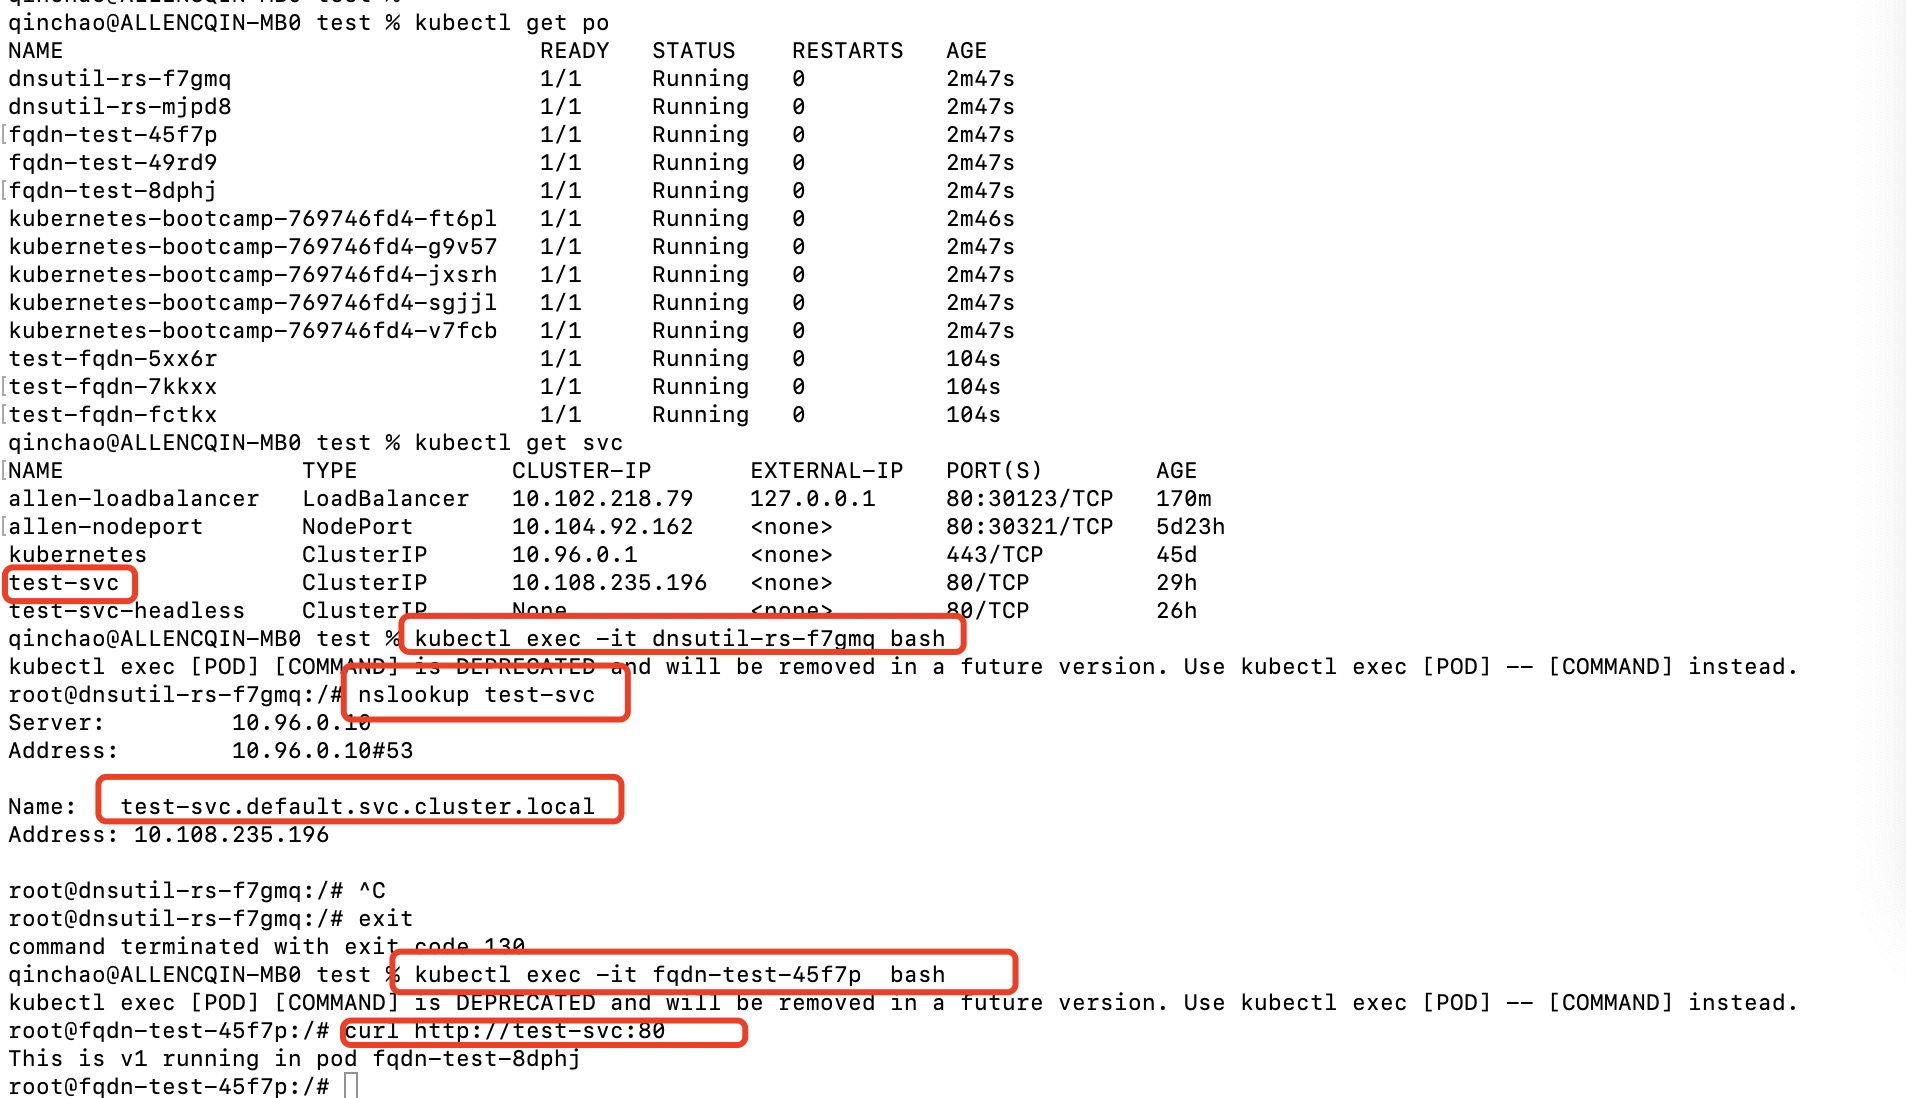 qinchao@ALLENCQIN-MB0 test %
qinchao@ALLENCQIN-MB0 test % kubectl get po
NAME READY STATUS RESTARTS AGE
dnsutil-rs-f7gmq 1/1 Running 0 2m47s
dnsutil-rs-mjpd8 1/1 Running 0 2m47s
[fqdn-test-45f7p 1/1 Running 0 2m47s
fqdn-test-49rd9 1/1 Running 0 2m47s
[fqdn-test-8dphj 1/1 Running 0 2m47s
kubernetes-bootcamp-769746fd4-ft6pl 1/1 Running 0 2m46s
kubernetes-bootcamp-769746fd4-g9v57 1/1 Running 0 2m47s
kubernetes-bootcamp-769746fd4-jxsrh 1/1 Running 0 2m47s
kubernetes-bootcamp-769746fd4-sgjjl 1/1 Running 0 2m47s
kubernetes-bootcamp-769746fd4-v7fcb 1/1 Running 0 2m47s
test-fqdn-5xx6r 1/1 Running 0 104s
[test-fqdn-7kkxx 1/1 Running 0 104s
[test-fqdn-fctkx 1/1 Running 0 104s
qinchao@ALLENCQIN-MB0 test % kubectl get svc
[NAME TYPE CLUSTER-IP EXTERNAL-IP PORT(S) AGE
allen-loadbalancer LoadBalancer 10.102.218.79 127.0.0.1 80:30123/TCP 170m
[allen-nodeport NodePort 10.104.92.162 <none> 80:30321/TCP 5d23h
kubernetes ClusterIP 10.96.0.1 <none> 443/TCP 45d
test-svc ClusterIP 10.108.235.196 <none> 80/TCP 29h
test-svc-headless ClusterIP None <none> 80/TCP 26h
qinchao@ALLENCQIN-MB0 test % kubectl exec -it dnsutil-rs-f7gmq bash
kubectl exec [POD] [COMMAND] is DEPRECATED and will be removed in a future version. Use kubectl exec [POD] -- [COMMAND] instead.
root@dnsutil-rs-f7gmq:/# nslookup test-svc
Server: 10.96.0.10
Address: 10.96.0.10#53
Name: test-svc.default.svc.cluster.local
Address: 10.108.235.196
root@dnsutil-rs-f7gmq:/# ^C
root@dnsutil-rs-f7gmq:/# exit
command terminated with exit code 130
qinchao@ALLENCQIN-MB0 test % kubectl exec -it fqdn-test-45f7p bash
kubectl exec [POD] [COMMAND] is DEPRECATED and will be removed in a future version. Use kubectl exec [POD] -- [COMMAND] instead.
root@fqdn-test-45f7p:/# curl http://test-svc:80
This is v1 running in pod fqdn-test-8dphj
root@fqdn-test-45f7p:/#